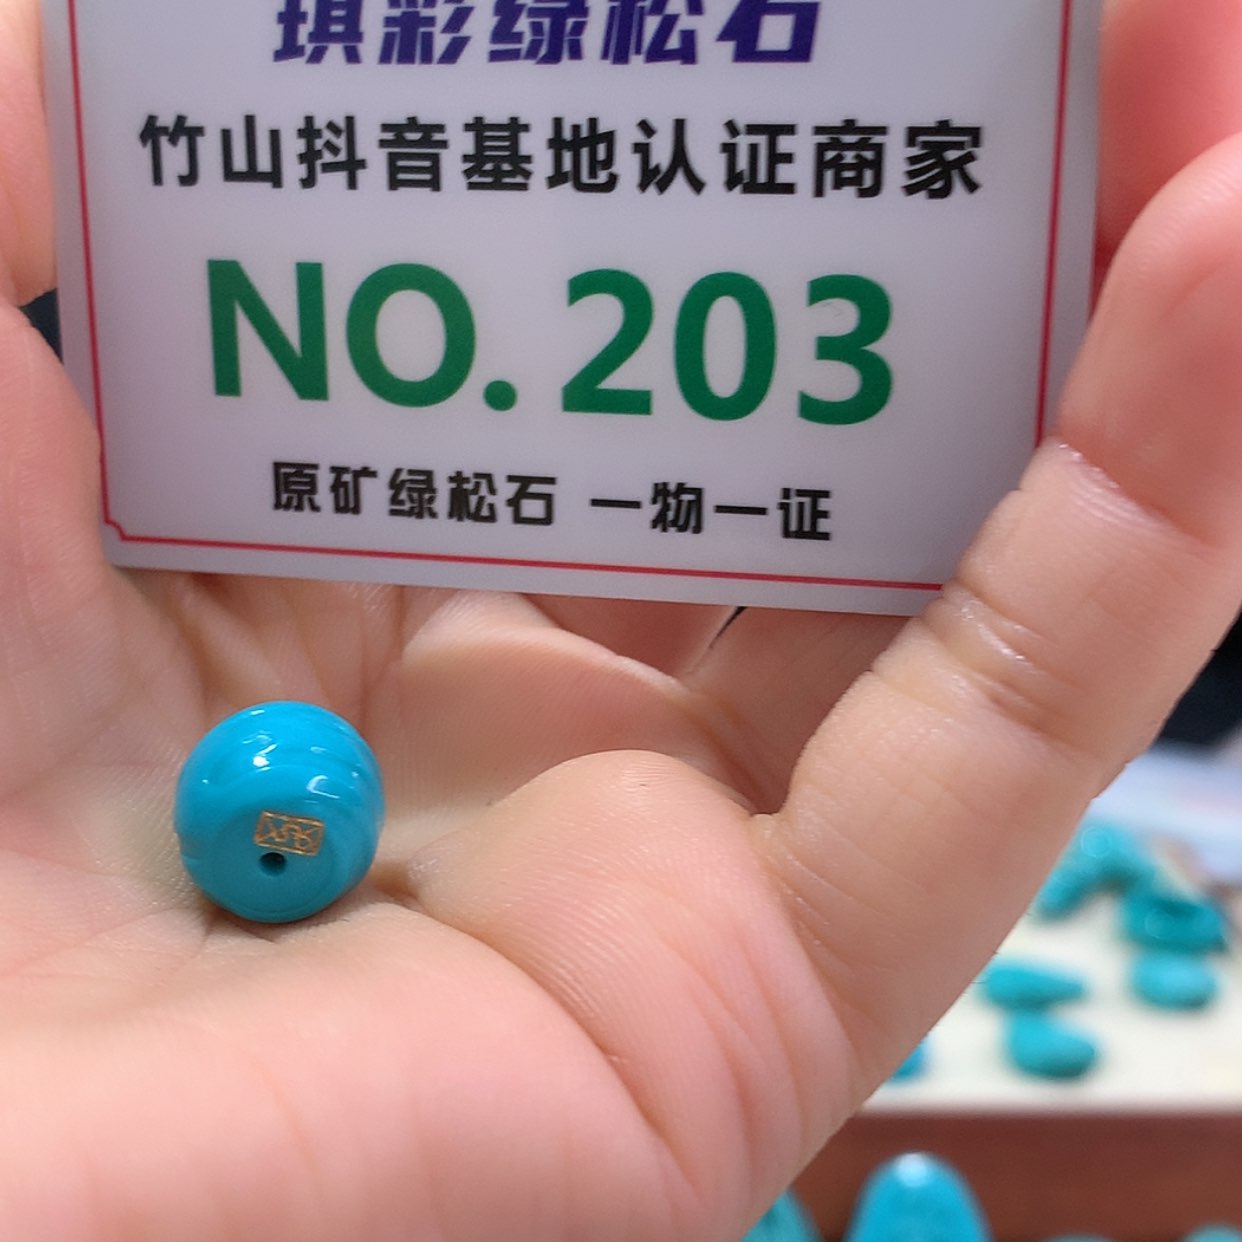 琪彩绿松石
竹山抖音基地认证商家
NO.203
原矿绿松石 一物一证